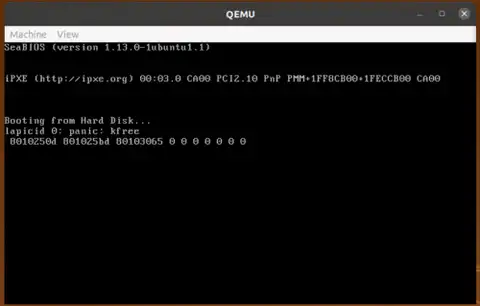 QEMU
Machine View
SeaBIOS (version 1.13.0-1ubuntu1.1)
iPXE (http://ipxe.org) 00:03.0 CA00 PCI2.10 PnP PMM+1FF8CB00+1FECCB00 CA00
Booting from Hard Disk...
lapicid 0: panic: kfree
8010250d 801025bd 80103065 0 0 0 0 0 0 0